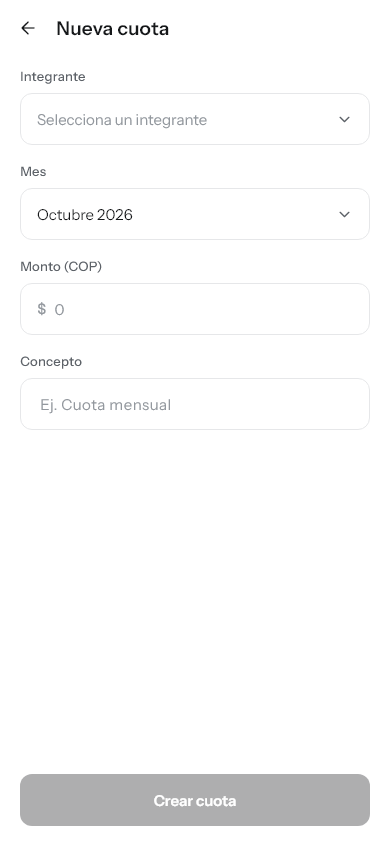 Nueva cuota
Integrante
Selecciona un integrante
Mes
Octubre 2026
Monto (COP)
$ 0
Concepto
Ej. Cuota mensual
Crear cuota